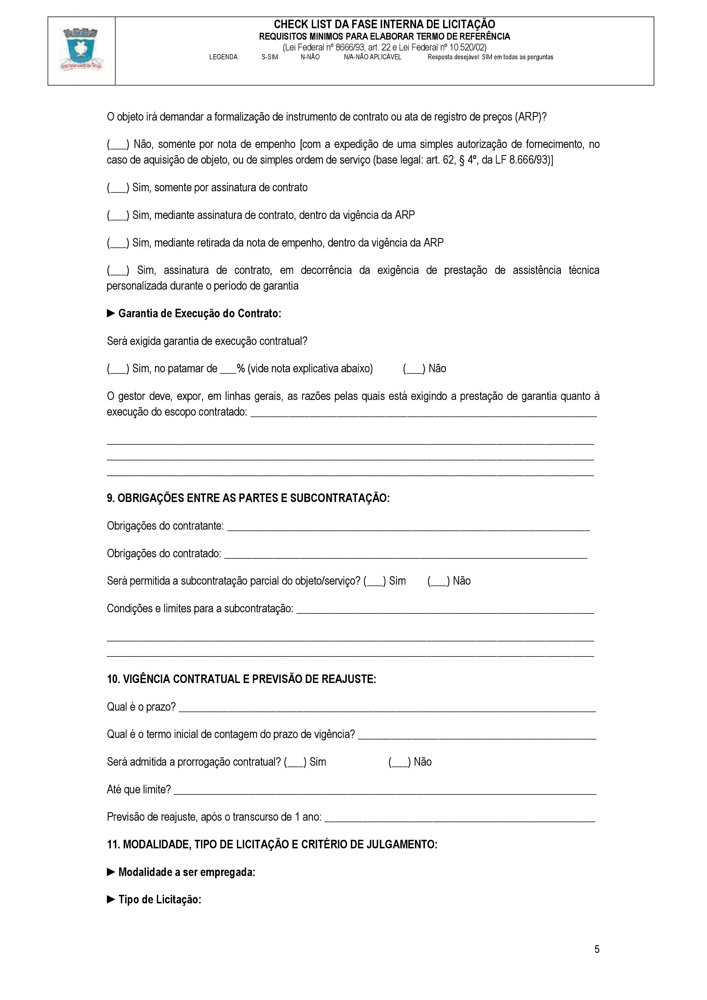 CHECK LIST DA FASE INTERNA DE LICITAÇÃO
REQUISITOS MINIMOS PARA ELABORAR TERMO DE REFERÊNCIA
(Lei Federal nº 8666/93, art. 22 e Lei Federal nº 10.520/02)
LEGENDA: S-SIM N-NÃO N/A-NÃO APLICÁVEL Resposta desejável: SIM em todas as perguntas
O objeto irá demandar a formalização de instrumento de contrato ou ata de registro de preços (ARP)?
(___) Não, somente por nota de empenho [com a expedição de uma simples autorização de fornecimento, no
caso de aquisição de objeto, ou de simples ordem de serviço (base legal: art. 62, § 4º, da LF 8.666/93)]
(___) Sim, somente por assinatura de contrato
(___) Sim, mediante assinatura de contrato, dentro da vigência da ARP
(___) Sim, mediante retirada da nota de empenho, dentro da vigência da ARP
(___) Sim, assinatura de contrato, em decorrência da exigência de prestação de assistência técnica
personalizada durante o período de garantia
► Garantia de Execução do Contrato:
Será exigida garantia de execução contratual?
(___) Sim, no patamar de ___% (vide nota explicativa abaixo) (___) Não
O gestor deve, expor, em linhas gerais, as razões pelas quais está exigindo a prestação de garantia quanto à
execução do escopo contratado: ________________________________________________________________
__________________________________________________________________________________________
__________________________________________________________________________________________
__________________________________________________________________________________________
9. OBRIGAÇÕES ENTRE AS PARTES E SUBCONTRATAÇÃO:
Obrigações do contratante: ___________________________________________________________________
Obrigações do contratado: ___________________________________________________________________
Será permitida a subcontratação parcial do objeto/serviço? (___) Sim (___) Não
Condições e limites para a subcontratação: _______________________________________________________
__________________________________________________________________________________________
__________________________________________________________________________________________
10. VIGÊNCIA CONTRATUAL E PREVISÃO DE REAJUSTE:
Qual é o prazo? _____________________________________________________________________________
Qual é o termo inicial de contagem do prazo de vigência? ____________________________________________
Será admitida a prorrogação contratual? (___) Sim (___) Não
Até que limite? ______________________________________________________________________________
Previsão de reajuste, após o transcurso de 1 ano: __________________________________________________
11. MODALIDADE, TIPO DE LICITAÇÃO E CRITÉRIO DE JULGAMENTO:
► Modalidade a ser empregada:
► Tipo de Licitação:
5